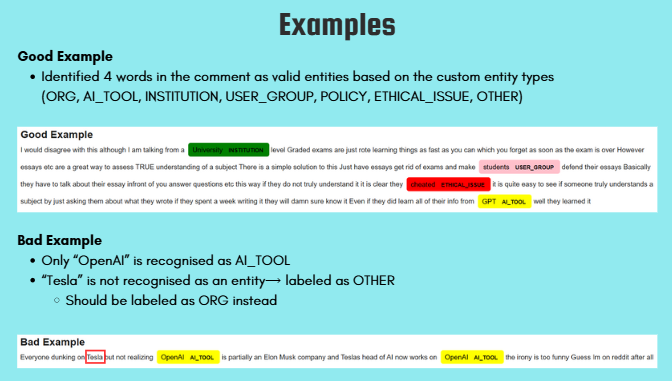 Examples
Good Example
• Identified 4 words in the comment as valid entities based on the custom entity types
(ORG, AI_TOOL, INSTITUTION, USER_GROUP, POLICY, ETHICAL_ISSUE, OTHER)
Good Example
I would disagree with this although I am talking from a University INSTITUTION level Graded exams are just rote learning things as fast as you can which you forget as soon as the exam is over However
essays etc are a great way to assess TRUE understanding of a subject There is a simple solution to this Just have essays get rid of exams and make students USER_GROUP defend their essays Basically
they have to talk about their essay infront of you answer questions etc this way if they do not truly understand it it is clear they cheated ETHICAL_ISSUE it is quite easy to see if someone truly understands a
subject by just asking them about what they wrote if they spent a week writing it they will damn sure know it Even if they did learn all of their info from GPT AI_TOOL well they learned it
Bad Example
• Only “OpenAI” is recognised as AI_TOOL
• “Tesla” is not recognised as an entity→ labeled as OTHER
○ Should be labeled as ORG instead
Bad Example
Everyone dunking on Tesla but not realizing OpenAI AI_TOOL is partially an Elon Musk company and Teslas head of AI now works on OpenAI AI_TOOL the irony is too funny Guess Im on reddit after all